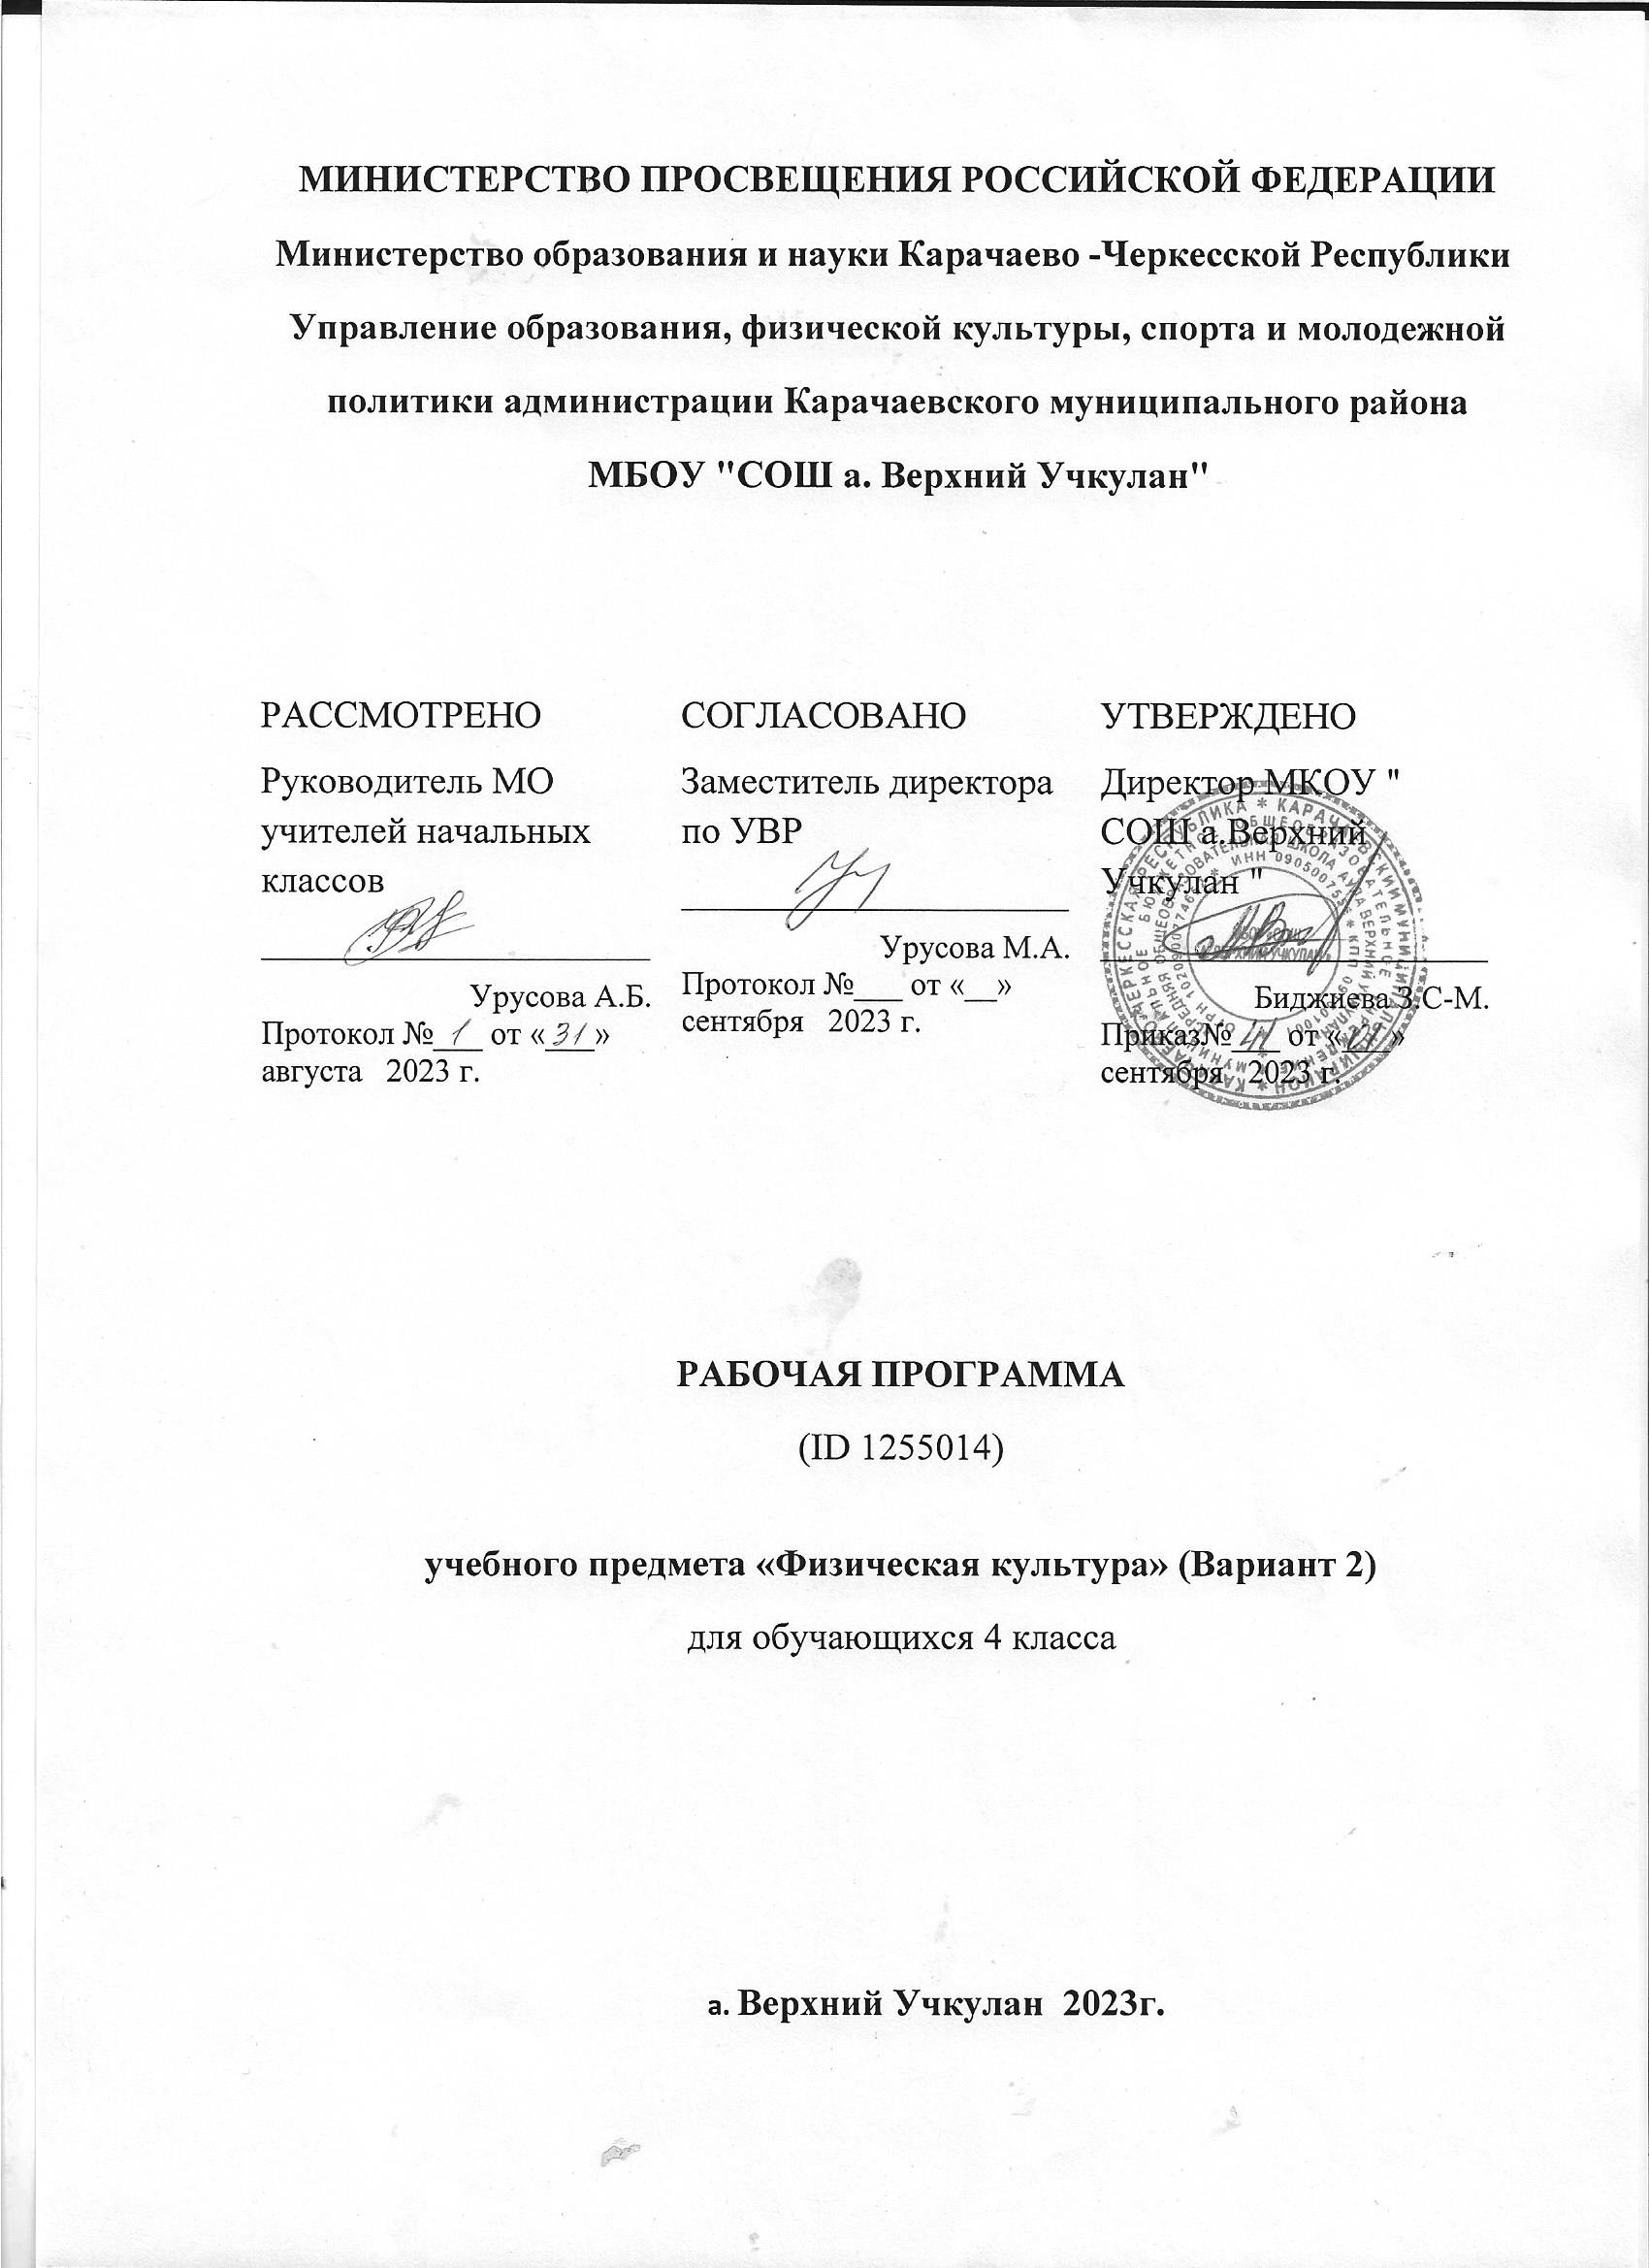 МИНИСТЕРСТВО ПРОСВЕЩЕНИЯ РОССИЙСКОЙ ФЕДЕРАЦИИ
Министерство образования и науки Карачаево -Черкесской Республики
Управление образования, физической культуры, спорта и молодежной
политики администрации Карачаевского муниципального района
МБОУ "СОШ а. Верхний Учкулан"
РАССМОТРЕНО
Руководитель МО
учителей начальных
классов
Урусова А.Б.
Протокол № 1 от «31»
августа 2023 г.
СОГЛАСОВАНО
Заместитель директора
по УВР
Урусова М.А.
Протокол №___ от «__»
сентября 2023 г.
УТВЕРЖДЕНО
Директор МКОУ "
СОШ а.Верхний
Учкулан "
Биджиева З.С-М.
Приказ№ от « »
сентября 2023 г.
РАБОЧАЯ ПРОГРАММА
(ID 1255014)
учебного предмета «Физическая культура» (Вариант 2)
для обучающихся 4 класса
а. Верхний Учкулан 2023г.